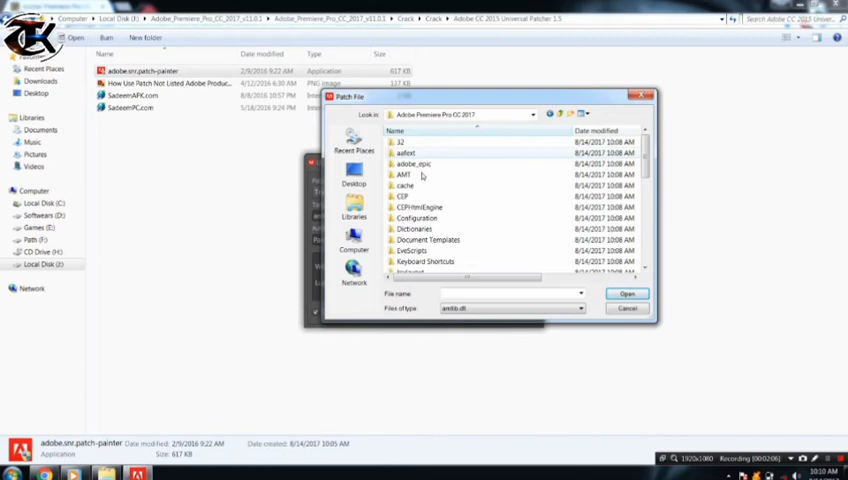 Computer ▸ Local Disk (I:) ▸ Adobe_Premiere_Pro_CC_2017_v11.0.1 ▸ Adobe_Premiere_Pro_CC_2017_v11.0.1 ▸ Crack ▸ Crack ▸ Adobe CC 2015 Universal Patcher 1.5
Search Adobe CC 2015 Univer...
Open Burn New folder
Name Date modified Type Size
adobe.snr.patch-painter 2/9/2016 9:22 AM Application 617 KB
How Use Patch Not Listed Adobe Produc... 4/12/2016 6:30 AM PNG Image 397 KB
SadeemAPK.com 8/8/2016 10:57 PM
SadeemPC.com 5/18/2016 9:24 PM
TK
Recent Places
Downloads
Desktop
Libraries
Documents
Music
Pictures
Videos
Computer
Local Disk (C:)
Softwares (D:)
Games (E:)
Path (F:)
CD Drive (H:)
Local Disk (I:)
Network
Patch File
Look in: Adobe Premiere Pro CC 2017
Name Date modified
32 8/14/2017 10:08 AM
aafext 8/14/2017 10:08 AM
adobe_epic 8/14/2017 10:08 AM
AMT 8/14/2017 10:08 AM
cache 8/14/2017 10:08 AM
CEP 8/14/2017 10:08 AM
CEPHtmlEngine 8/14/2017 10:08 AM
Configuration 8/14/2017 10:08 AM
Dictionaries 8/14/2017 10:08 AM
Document Templates 8/14/2017 10:08 AM
EveScripts 8/14/2017 10:08 AM
Keyboard Shortcuts 8/14/2017 10:08 AM
Recent Places
Desktop
Libraries
Computer
Network
File name:
Open
Files of type: amtlib.dll
Cancel
adobe.snr.patch-painter Date modified: 2/9/2016 9:22 AM Date created: 8/14/2017 10:05 AM
Application Size: 617 KB
1920x1080 Recording [00:02:06]
10:10 AM